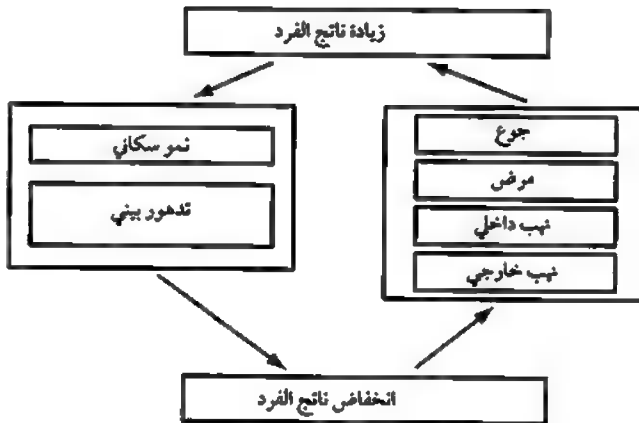 زيادة ناتج الفرد
جوع
نمو سكاني
مرض
تدهور بيئي
نهب داخلي
نهب خارجي
انخفاض ناتج الفرد